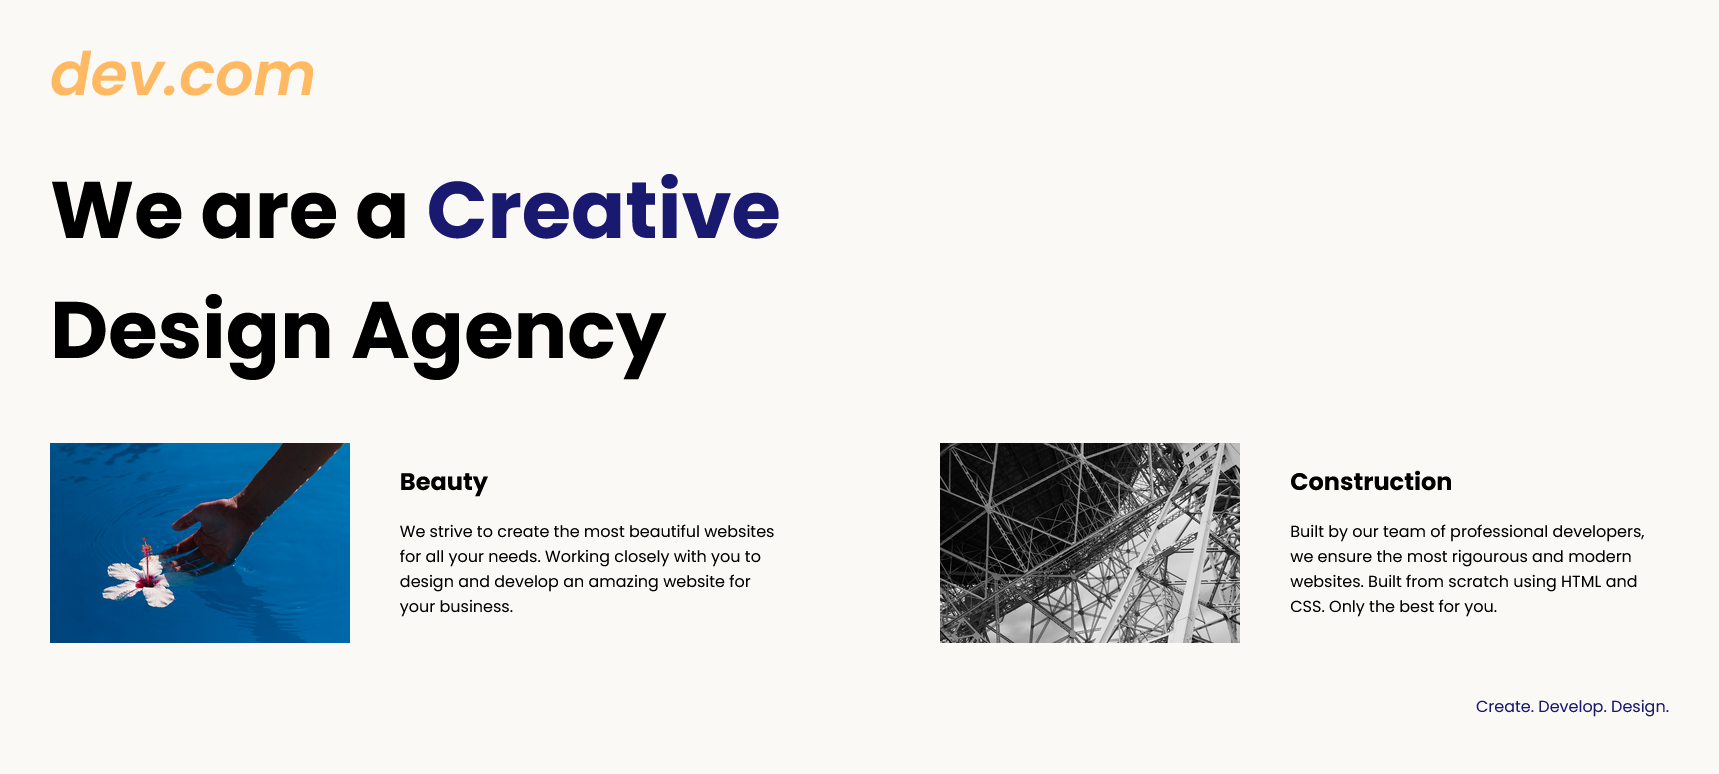 dev.com
We are a Creative
Design Agency
Beauty
We strive to create the most beautiful websites
for all your needs. Working closely with you to
design and develop an amazing website for
your business.
Construction
Built by our team of professional developers,
we ensure the most rigourous and modern
websites. Built from scratch using HTML and
CSS. Only the best for you.
Create. Develop. Design.